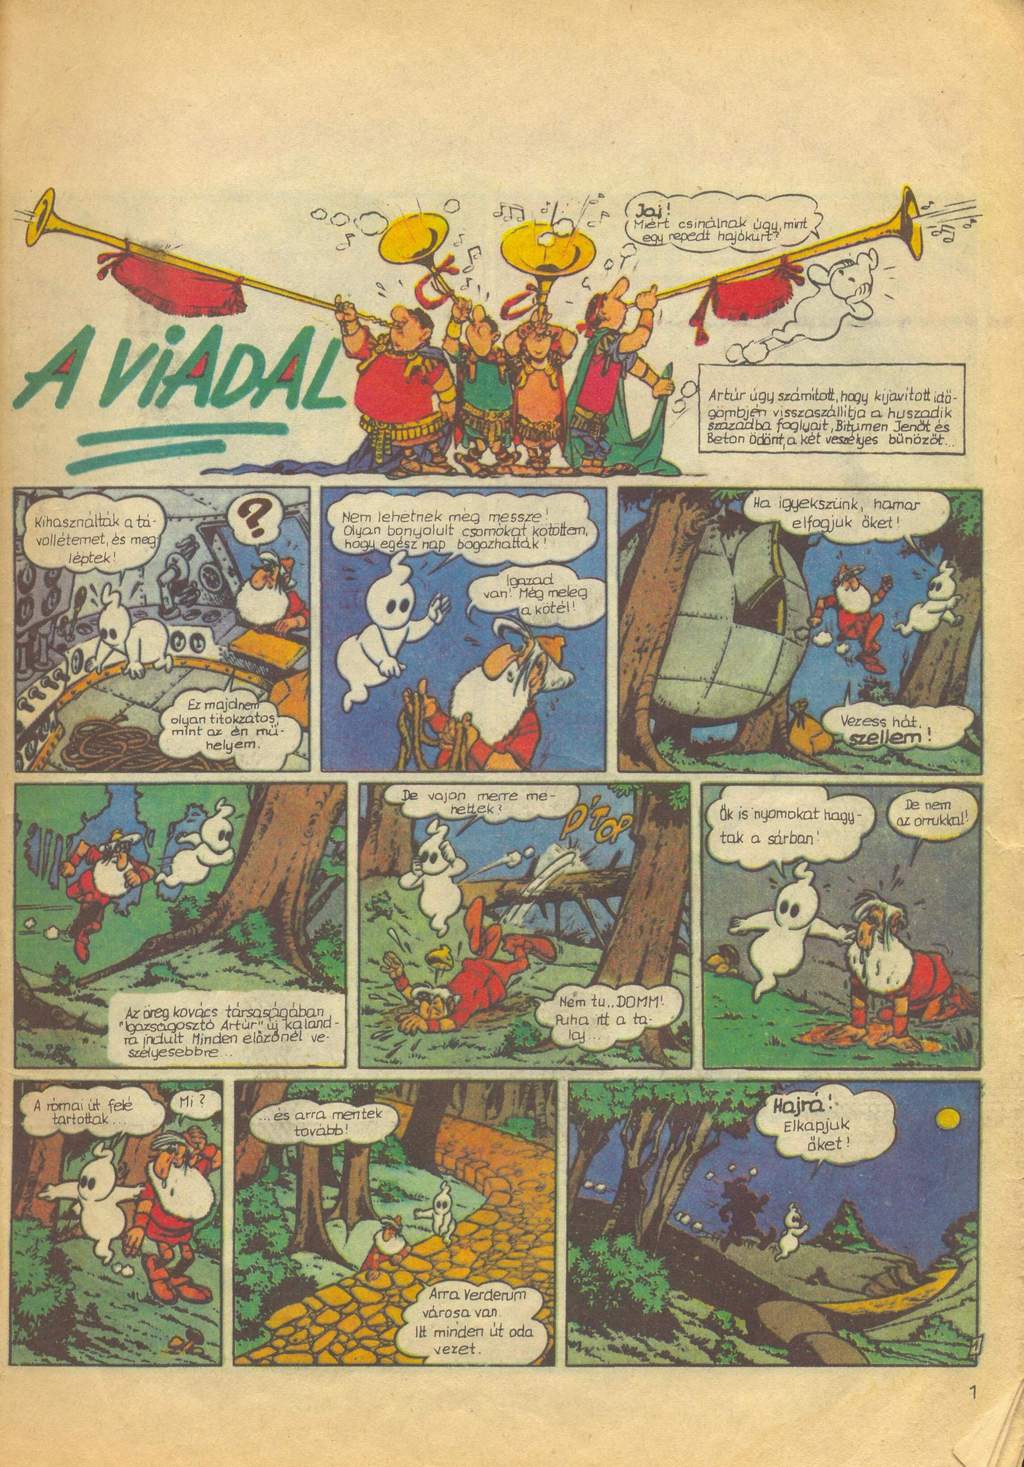 Jaj!
Miért csinálnak úgy, mint
egy repedt hajókürt?
A ViADAL
Artúr úgy számított, hogy kijavított idő-
gömbjén visszaszállítja a huszadik
századba foglyait, Bitumen Jenőt és
Beton Ödönt, a két veszélyes bűnözőt...
Kihasználták a tá-
vollétemet, és meg-
léptek!
?
Ez majdnem
olyan titokzatos,
mint az én mű-
helyem.
Nem lehetnek még messze!
Olyan bonyolult csomókat kötöttem,
hogy egész nap bogozhatták!
Igazad
van! Még meleg
a kötél!
Ha igyekszünk, hamar
elfogjuk őket!
Vezess hát,
szellem!
Az öreg kovács társaságában
"Igazságosztó Artúr" új kaland-
ra indult. Minden előzőnél ve-
szélyesebbre...
De vajon merre me-
hettek?
D'TOP
Nem tu..DOMM!
Puha itt a ta-
laj...
Ők is nyomokat hagy-
tak a sárban!
De nem
az orrukkal!
A római út felé
tartottak...
Mi?
...és arra mentek
tovább!
Arra Verderum
városa van.
Itt minden út oda
vezet.
Hajrá!
Elkapjuk
őket!
1
1